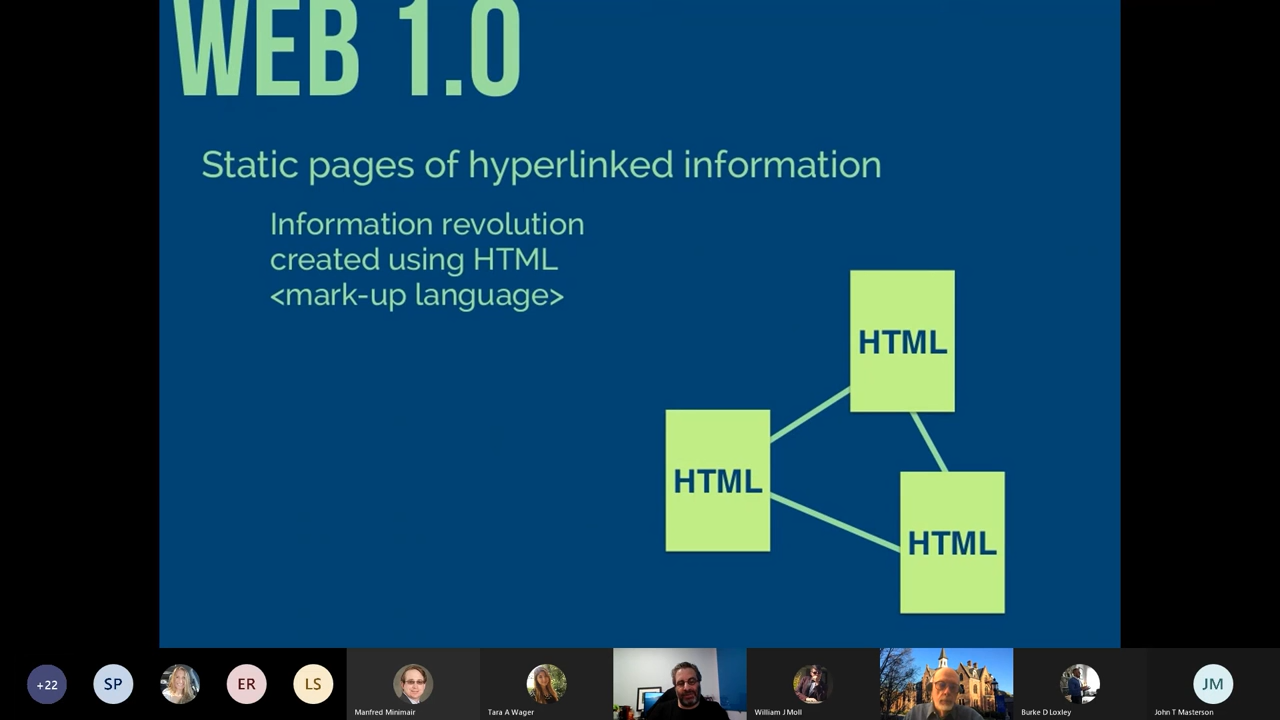 WEB 1.0
Static pages of hyperlinked information
Information revolution
created using HTML
<mark-up language>
HTML
HTML
HTML
+22
SP
ER
LS
Manfred Minimair
Tara A Wager
William J Moll
Burke D Loxley
JM
John T Masterson